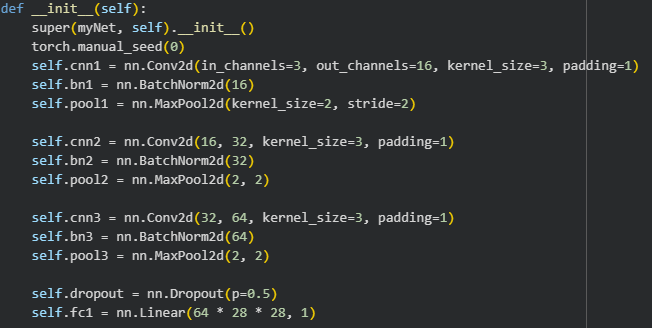 def __init__(self):
super(myNet, self).__init__()
torch.manual_seed(0)
self.cnn1 = nn.Conv2d(in_channels=3, out_channels=16, kernel_size=3, padding=1)
self.bn1 = nn.BatchNorm2d(16)
self.pool1 = nn.MaxPool2d(kernel_size=2, stride=2)
self.cnn2 = nn.Conv2d(16, 32, kernel_size=3, padding=1)
self.bn2 = nn.BatchNorm2d(32)
self.pool2 = nn.MaxPool2d(2, 2)
self.cnn3 = nn.Conv2d(32, 64, kernel_size=3, padding=1)
self.bn3 = nn.BatchNorm2d(64)
self.pool3 = nn.MaxPool2d(2, 2)
self.dropout = nn.Dropout(p=0.5)
self.fc1 = nn.Linear(64 * 28 * 28, 1)